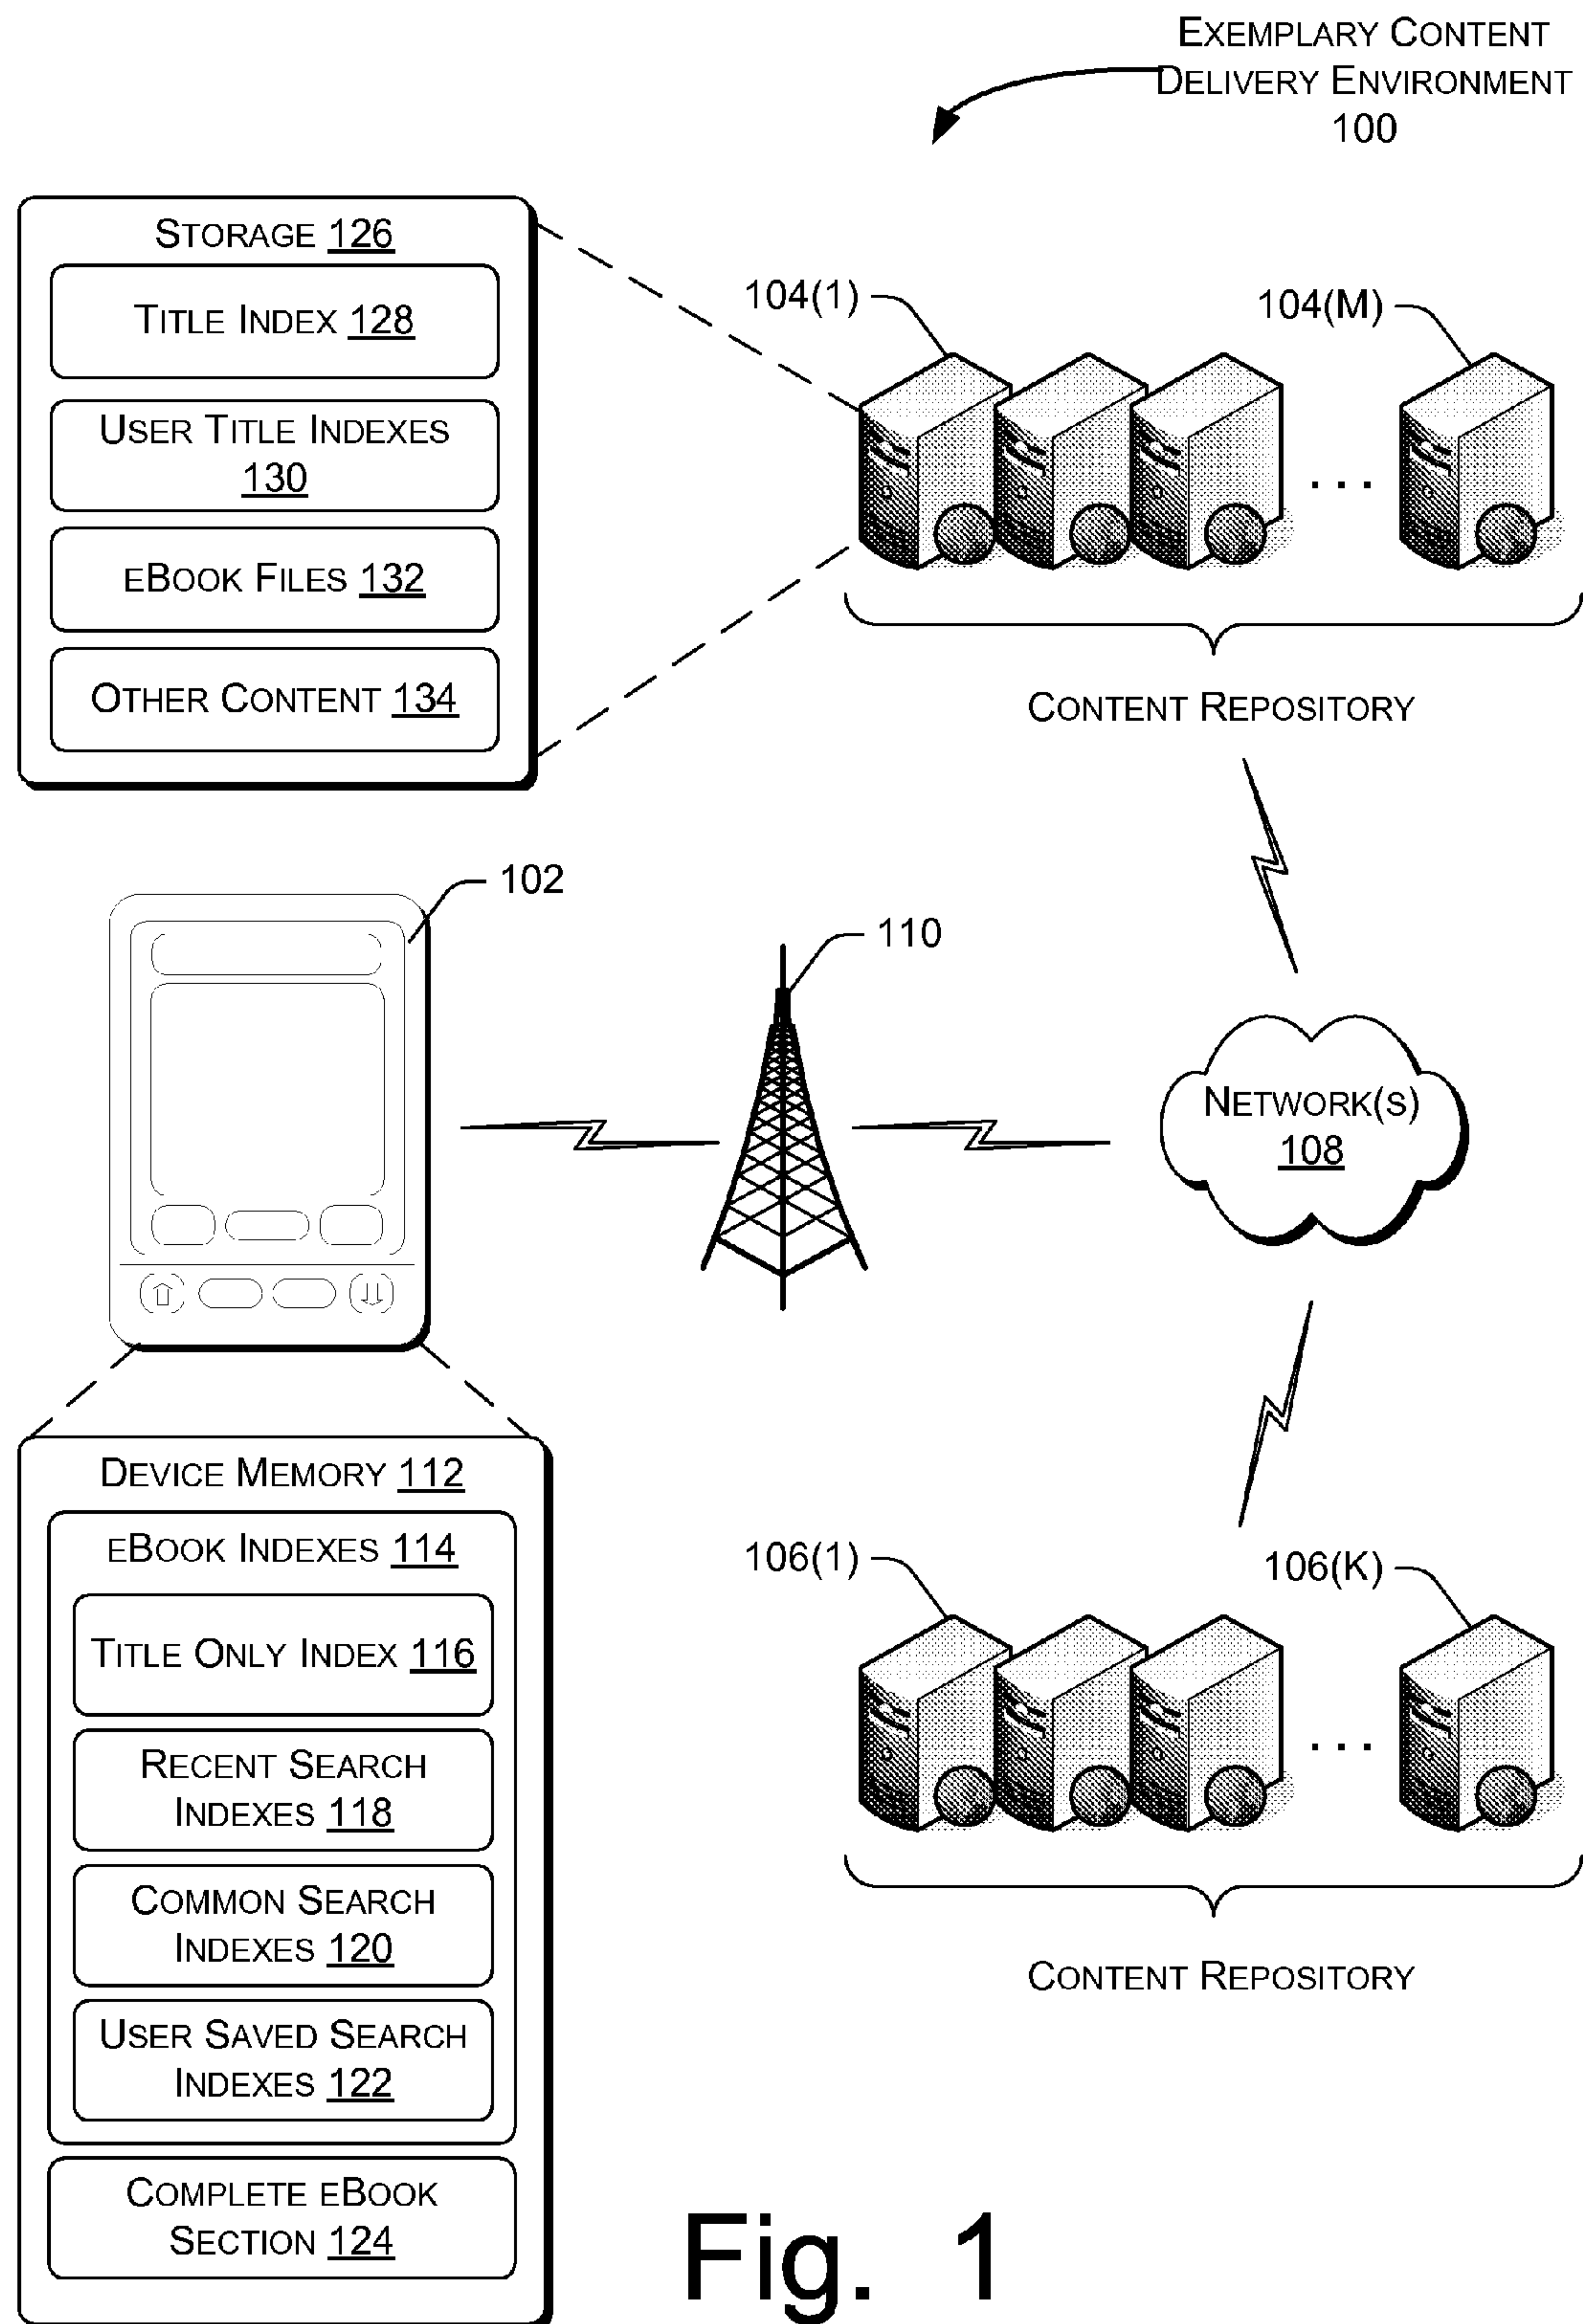 EXEMPLARY CONTENT
DELIVERY ENVIRONMENT
100
STORAGE 126
TITLE INDEX 128
USER TITLE INDEXES
130
EBOOK FILES 132
OTHER CONTENT 134
104(1)
104(M)
...
CONTENT REPOSITORY
102
110
NETWORK(S)
108
DEVICE MEMORY 112
EBOOK INDEXES 114
TITLE ONLY INDEX 116
RECENT SEARCH
INDEXES 118
COMMON SEARCH
INDEXES 120
USER SAVED SEARCH
INDEXES 122
COMPLETE EBOOK
SECTION 124
106(1)
106(K)
...
CONTENT REPOSITORY
Fig. 1